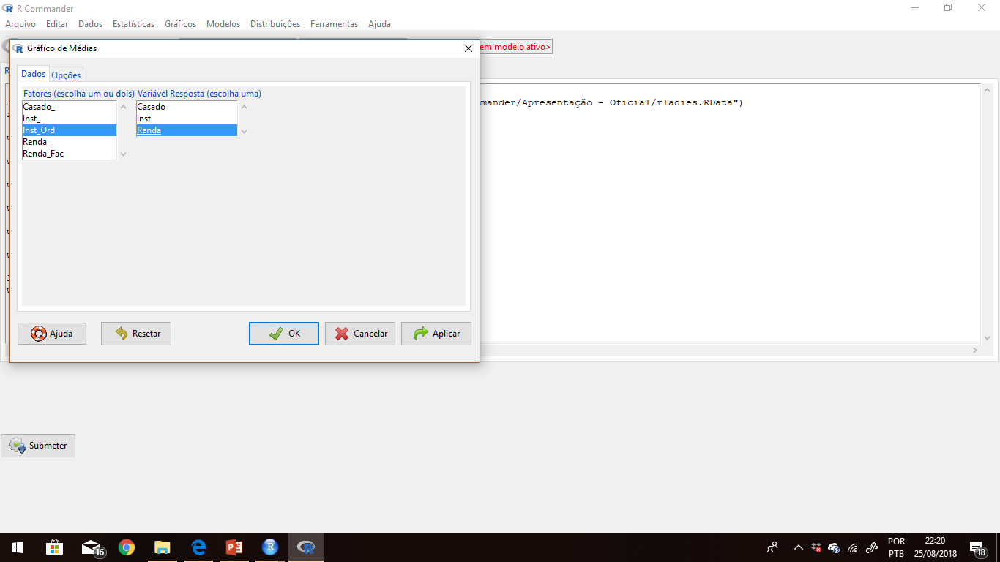 R Commander
Arquivo Editar Dados Estatísticas Gráficos Modelos Distribuições Ferramentas Ajuda
Gráfico de Médias
em modelo ativo>
Dados Opções
Fatores (escolha um ou dois) Variável Resposta (escolha uma)
mander/Apresentação - Oficial/rladies.RData")
Casado_ Casado
Inst_ Inst
Inst_Ord Renda
Renda_
Renda_Fac
Ajuda Resetar OK Cancelar Aplicar
Submeter
16
POR 22:20
PTB 25/08/2018
18